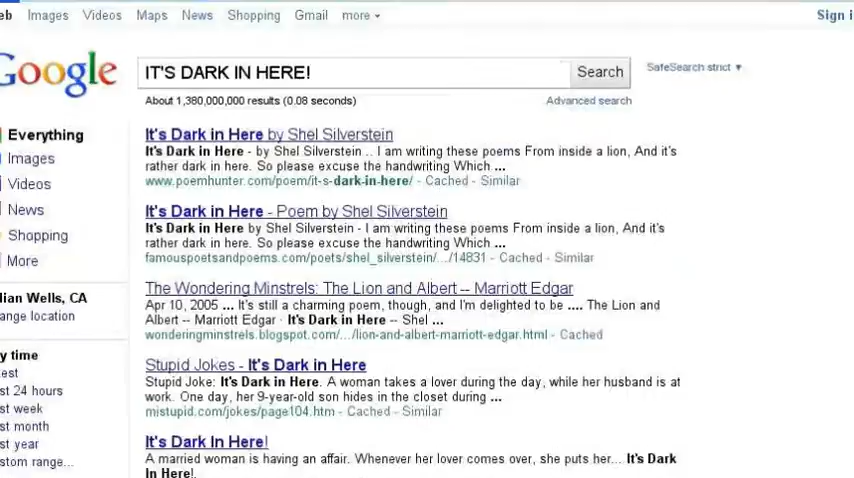 eb Images Videos Maps News Shopping Gmail more Sign i
Google
IT'S DARK IN HERE! Search SafeSearch strict
About 1,380,000,000 results (0.08 seconds) Advanced search
Everything
Images
Videos
News
Shopping
More
lian Wells, CA
ange location
y time
test
st 24 hours
st week
st month
st year
stom range...
It's Dark in Here by Shel Silverstein
It's Dark in Here - by Shel Silverstein .. I am writing these poems From inside a lion, And it's
rather dark in here. So please excuse the handwriting Which ...
www.poemhunter.com/poem/it-s-dark-in-here/ - Cached - Similar
It's Dark in Here - Poem by Shel Silverstein
It's Dark in Here by Shel Silverstein - I am writing these poems From inside a lion, And it's
rather dark in here. So please excuse the handwriting Which ...
famouspoetsandpoems.com/poets/shel_silverstein/.../14831 - Cached - Similar
The Wondering Minstrels: The Lion and Albert -- Marriott Edgar
Apr 10, 2005 ... It's still a charming poem, though, and I'm delighted to be .... The Lion and
Albert -- Marriott Edgar · It's Dark in Here -- Shel ...
wonderingminstrels.blogspot.com/.../lion-and-albert-marriott-edgar.html - Cached
Stupid Jokes - It's Dark in Here
Stupid Joke: It's Dark in Here. A woman takes a lover during the day, while her husband is at
work. One day, her 9-year-old son hides in the closet during ...
mistupid.com/jokes/page104.htm - Cached - Similar
It's Dark In Here!
A married woman is having an affair. Whenever her lover comes over, she puts her... It's Dark
In Here!.